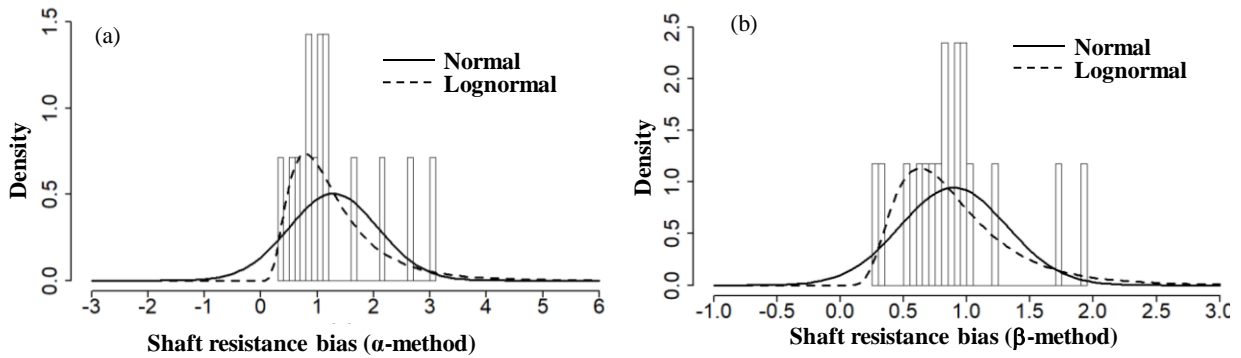 (a)
1.5
1.0
0.5
0.0
Density
Normal
Lognormal
-3 -2 -1 0 1 2 3 4 5 6
Shaft resistance bias (α-method)
(b)
2.5
2.0
1.5
1.0
0.5
0.0
Density
Normal
Lognormal
-1.0 -0.5 0.0 0.5 1.0 1.5 2.0 2.5 3.0
Shaft resistance bias (β-method)